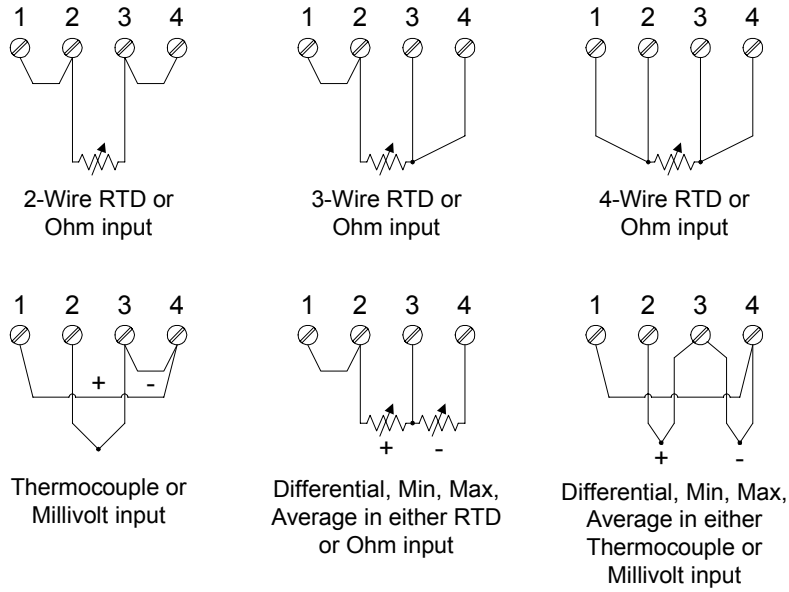 1 2 3 4
1 2 3 4
1 2 3 4
2-Wire RTD or
Ohm input
3-Wire RTD or
Ohm input
4-Wire RTD or
Ohm input
1 2 3 4
1 2 3 4
1 2 3 4
+ -
+ -
+ -
Thermocouple or
Millivolt input
Differential, Min, Max,
Average in either RTD
or Ohm input
Differential, Min, Max,
Average in either
Thermocouple or
Millivolt input